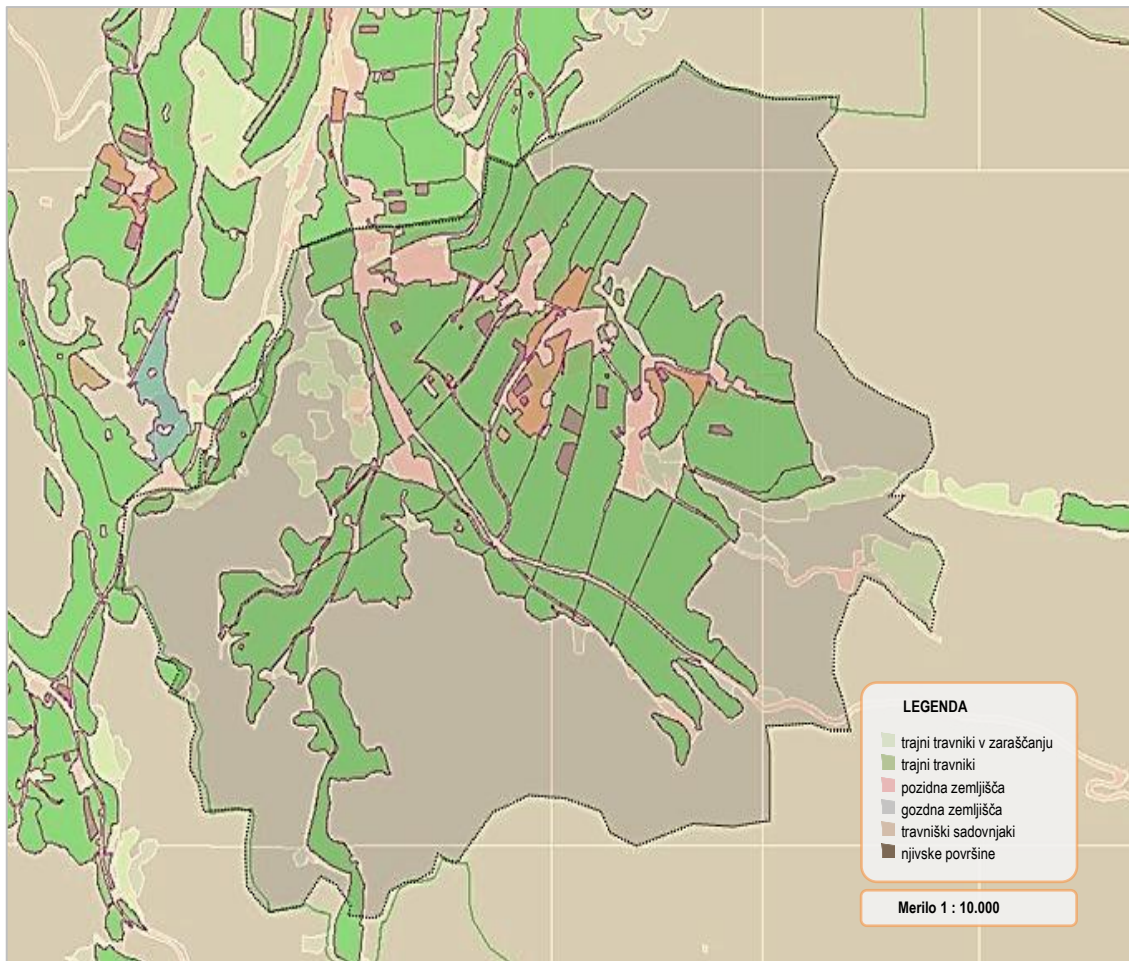 LEGENDA
trajni travniki v zaraščanju
trajni travniki
pozidna zemljišča
gozdna zemljišča
travniški sadovnjaki
njivske površine
Merilo 1 : 10.000